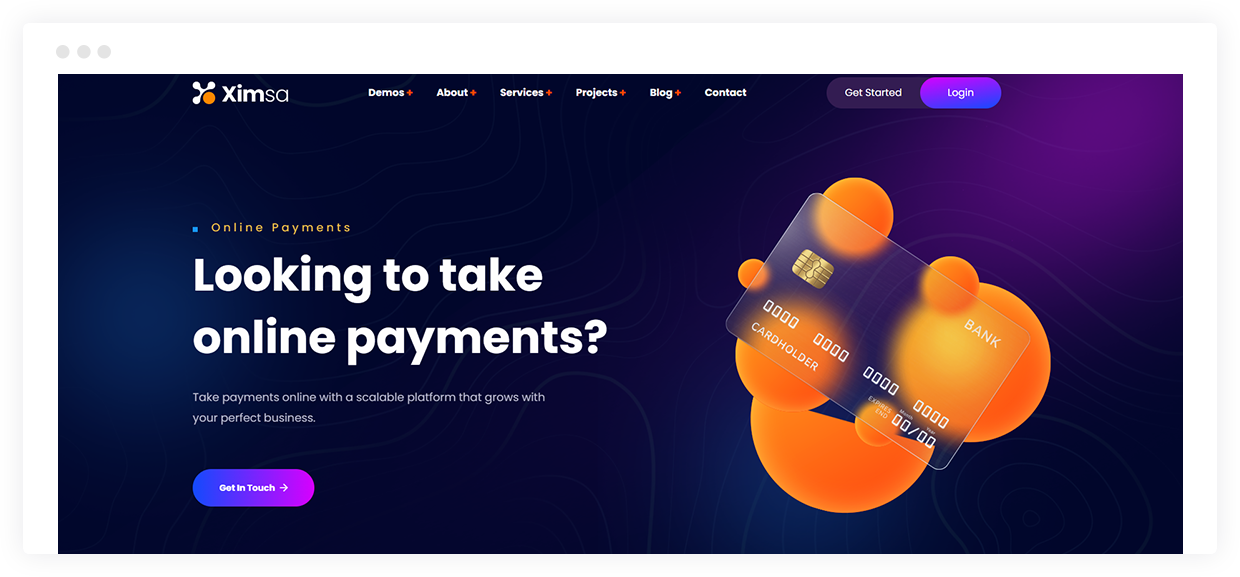 Ximsa
Demos +
About +
Services +
Projects +
Blog +
Contact
Get Started
Login
Online Payments
Looking to take
online payments?
Take payments online with a scalable platform that grows with
your perfect business.
Get In Touch →
BANK
0000 0000 0000 0000
CARDHOLDER
EXPIRES
END
Month
Year
00/00